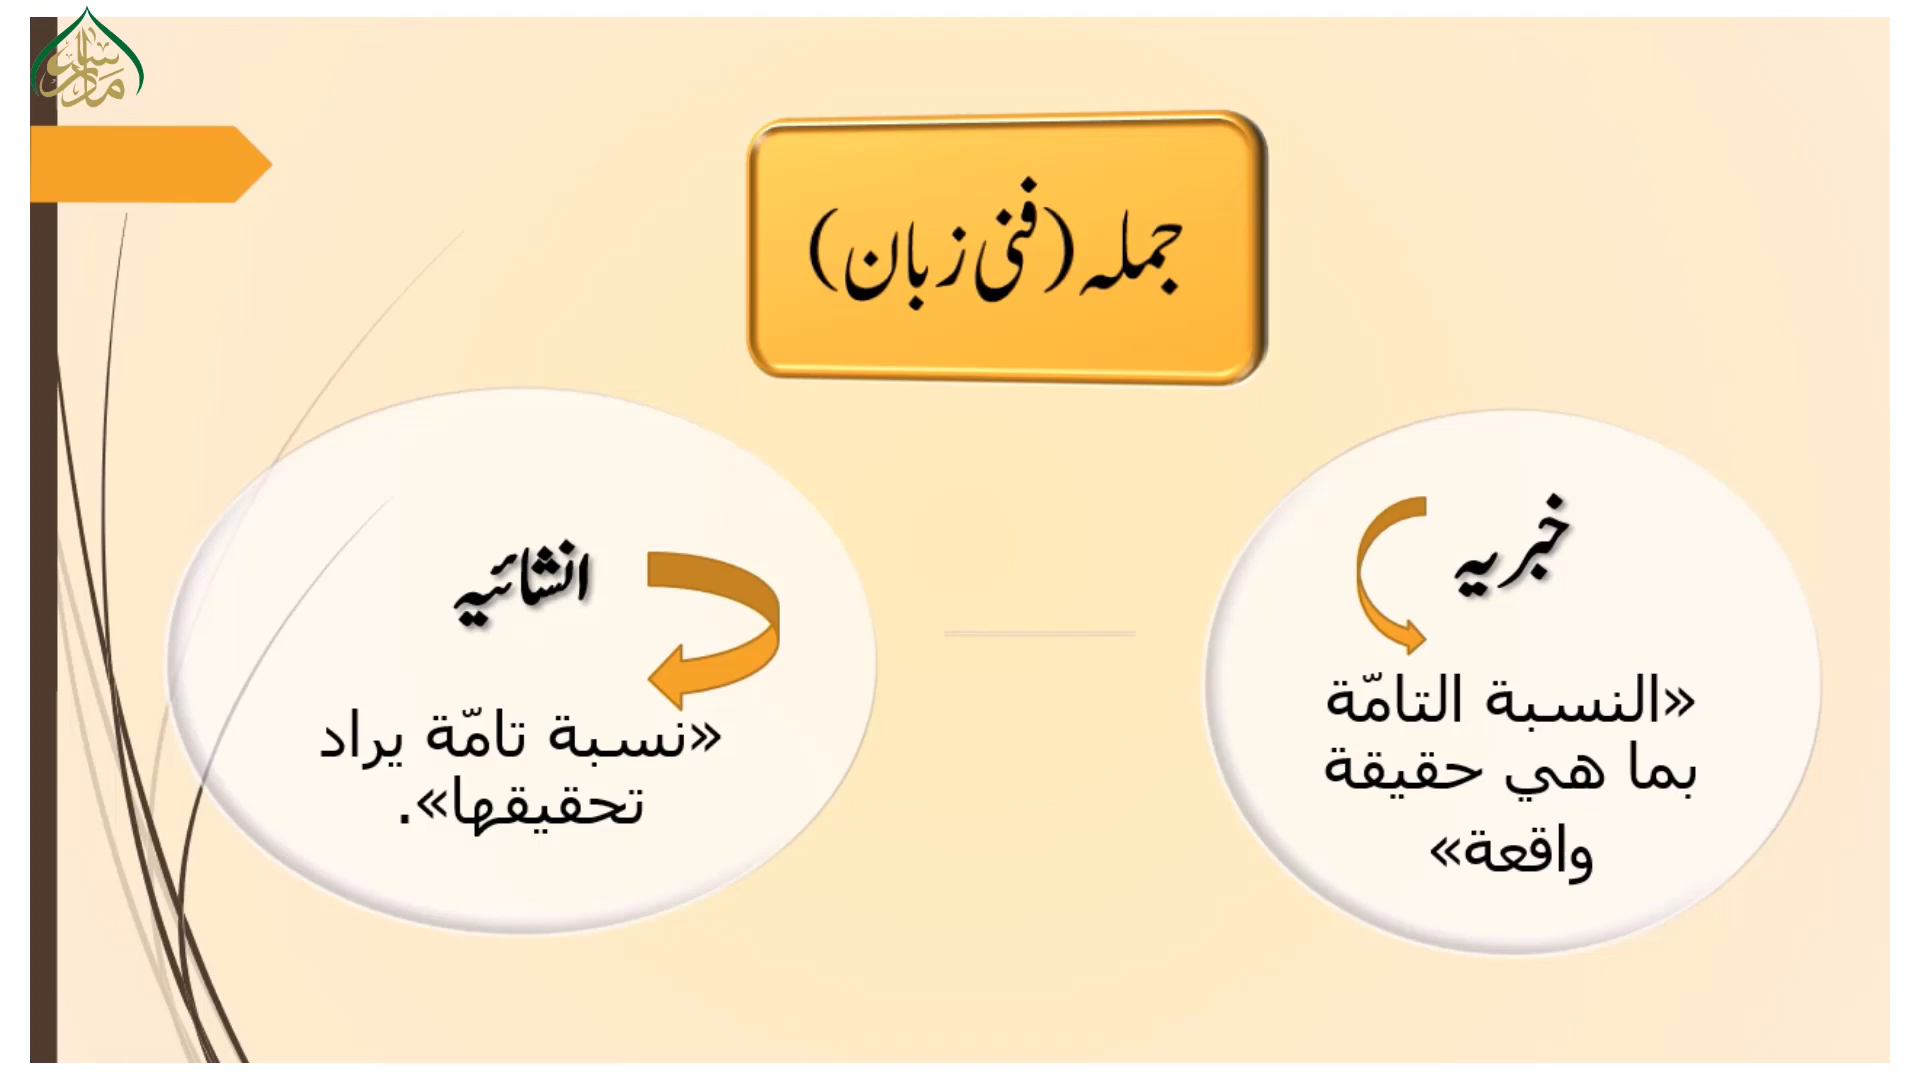 جملہ (فنی زبان)
خبریہ
«النسبة التامّة
بما هي حقيقة
واقعة»
انشائیہ
«نسبة تامّة يراد
تحقيقها».